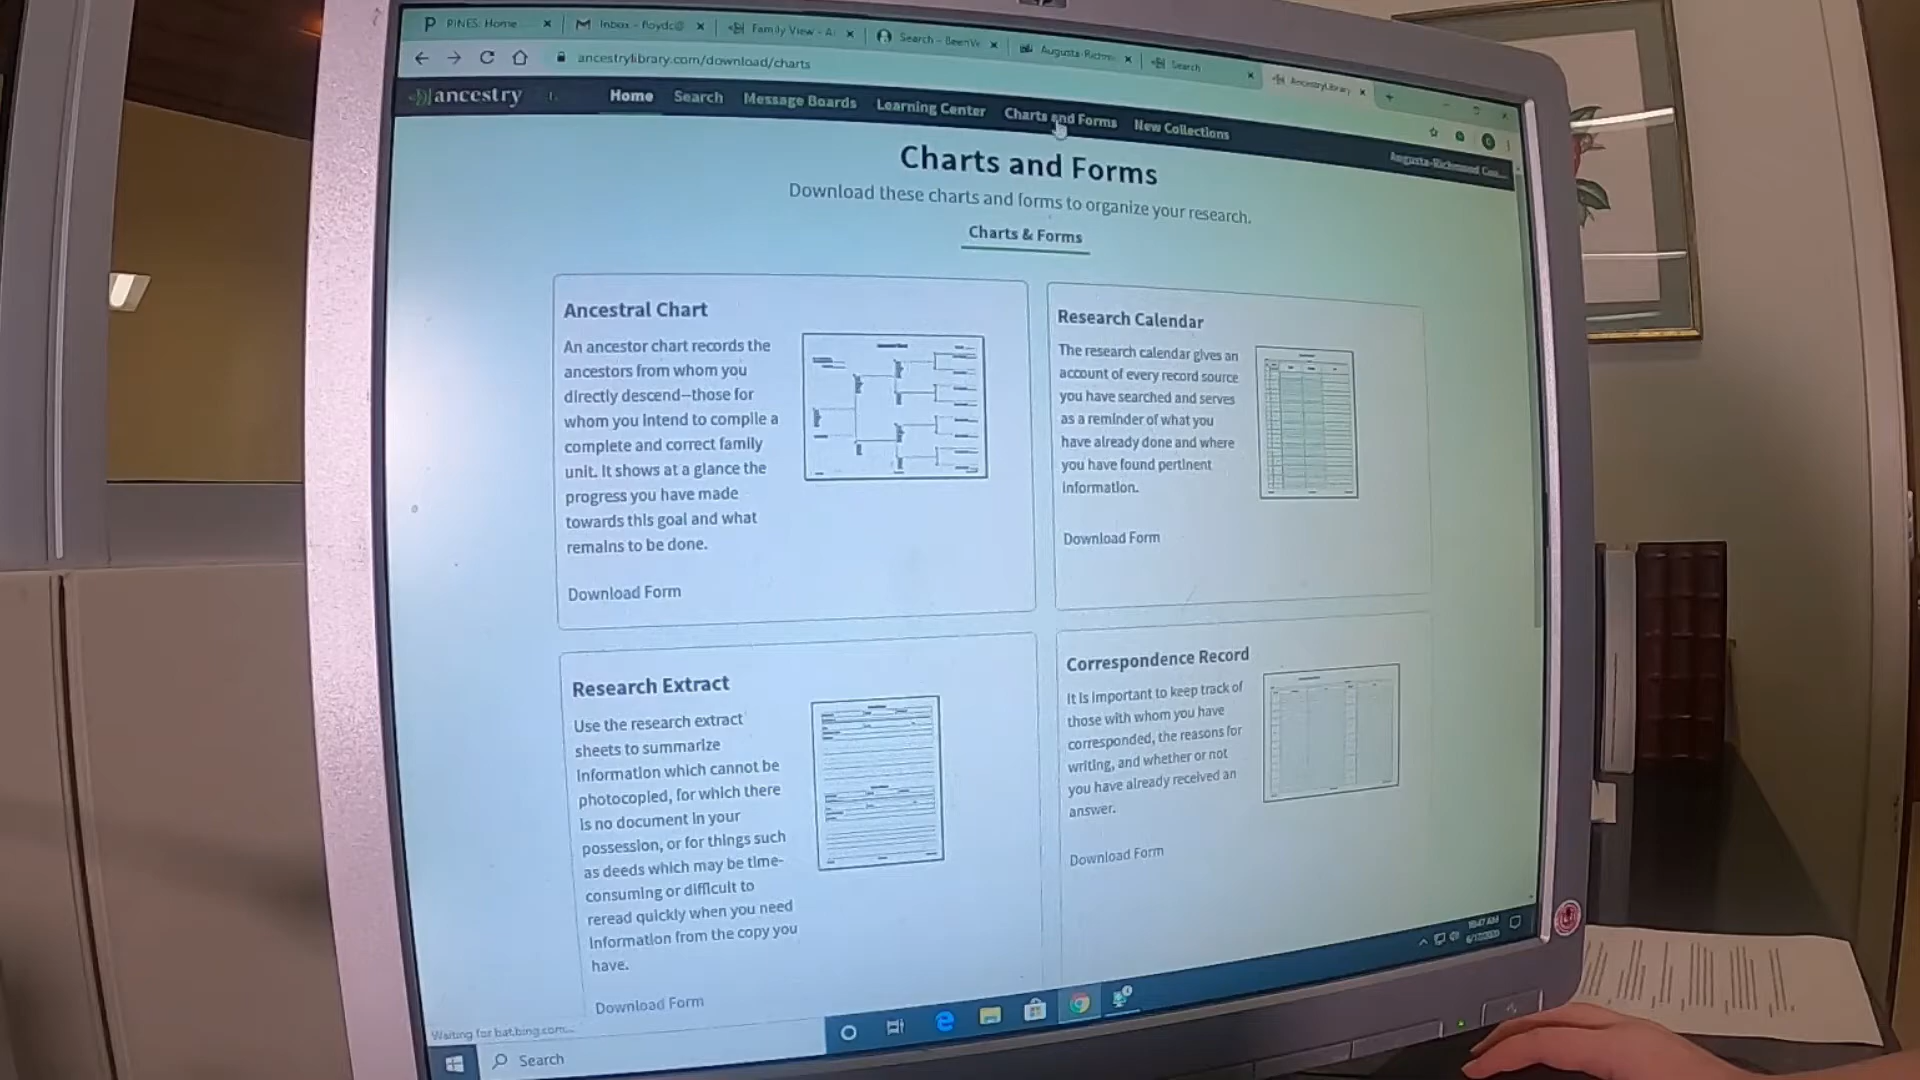 PINES: Home
Inbox - floydc@
Family View - A
Search - BeenVe
Augusta-Richm
Search
AncestryLibrary
ancestrylibrary.com/download/charts
ancestry
Home Search Message Boards Learning Center Charts and Forms New Collections
Augusta-Richmond Cou...
Charts and Forms
Download these charts and forms to organize your research.
Charts & Forms
Ancestral Chart
An ancestor chart records the
ancestors from whom you
directly descend—those for
whom you intend to compile a
complete and correct family
unit. It shows at a glance the
progress you have made
towards this goal and what
remains to be done.
Download Form
Research Calendar
The research calendar gives an
account of every record source
you have searched and serves
as a reminder of what you
have already done and where
you have found pertinent
information.
Download Form
Research Extract
Use the research extract
sheets to summarize
information which cannot be
photocopied, for which there
is no document in your
possession, or for things such
as deeds which may be time-
consuming or difficult to
reread quickly when you need
information from the copy you
have.
Download Form
Correspondence Record
It is important to keep track of
those with whom you have
corresponded, the reasons for
writing, and whether or not
you have already received an
answer.
Download Form
Waiting for bat.bing.com...
Search
10:47 AM
6/17/2020